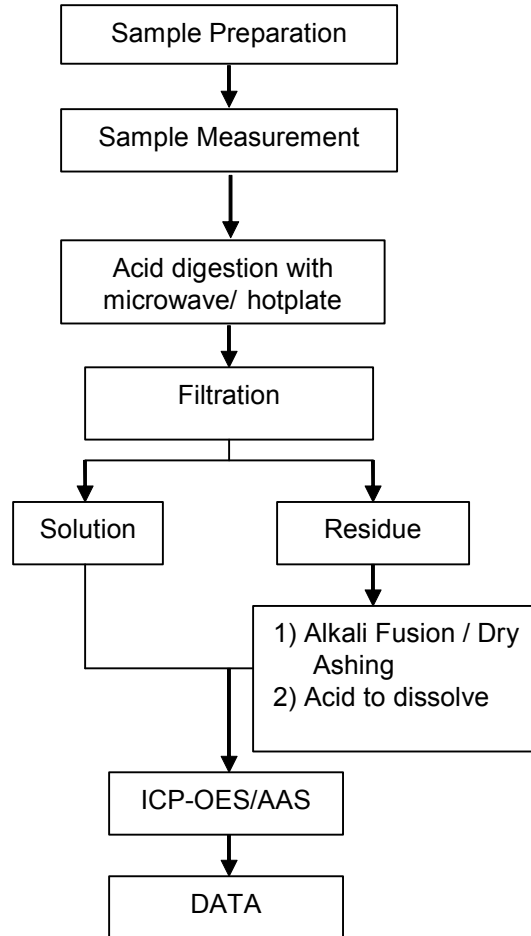 Sample Preparation
Sample Measurement
Acid digestion with
microwave/ hotplate
Filtration
Solution
Residue
1) Alkali Fusion / Dry
Ashing
2) Acid to dissolve
ICP-OES/AAS
DATA